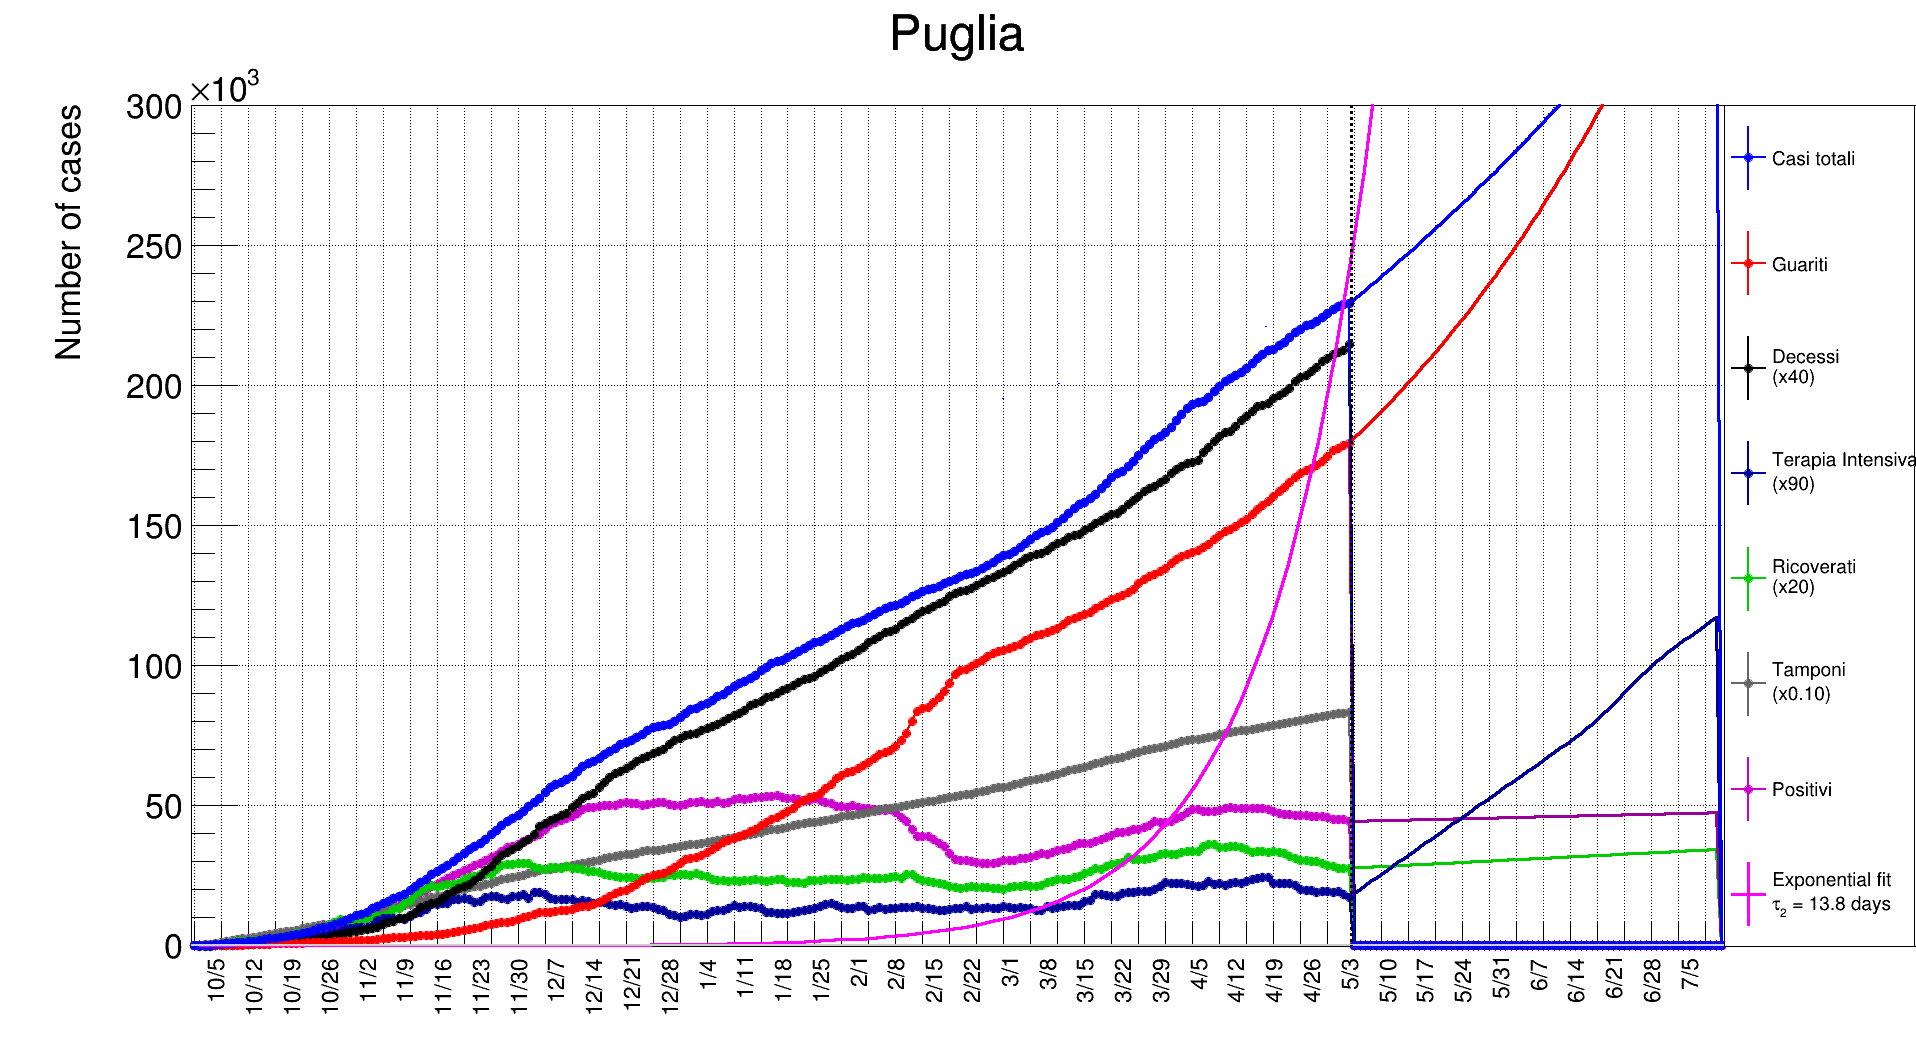 Puglia
×10³
Number of cases
300
250
200
150
100
50
0
10/5 10/12 10/19 10/26 11/2 11/9 11/16 11/23 11/30 12/7 12/14 12/21 12/28 1/4 1/11 1/18 1/25 2/1 2/8 2/15 2/22 3/1 3/8 3/15 3/22 3/29 4/5 4/12 4/19 4/26 5/3 5/10 5/17 5/24 5/31 6/7 6/14 6/21 6/28 7/5
Casi totali
Guariti
Decessi
(x40)
Terapia Intensiva
(x90)
Ricoverati
(x20)
Tamponi
(x0.10)
Positivi
Exponential fit
τ₂ = 13.8 days